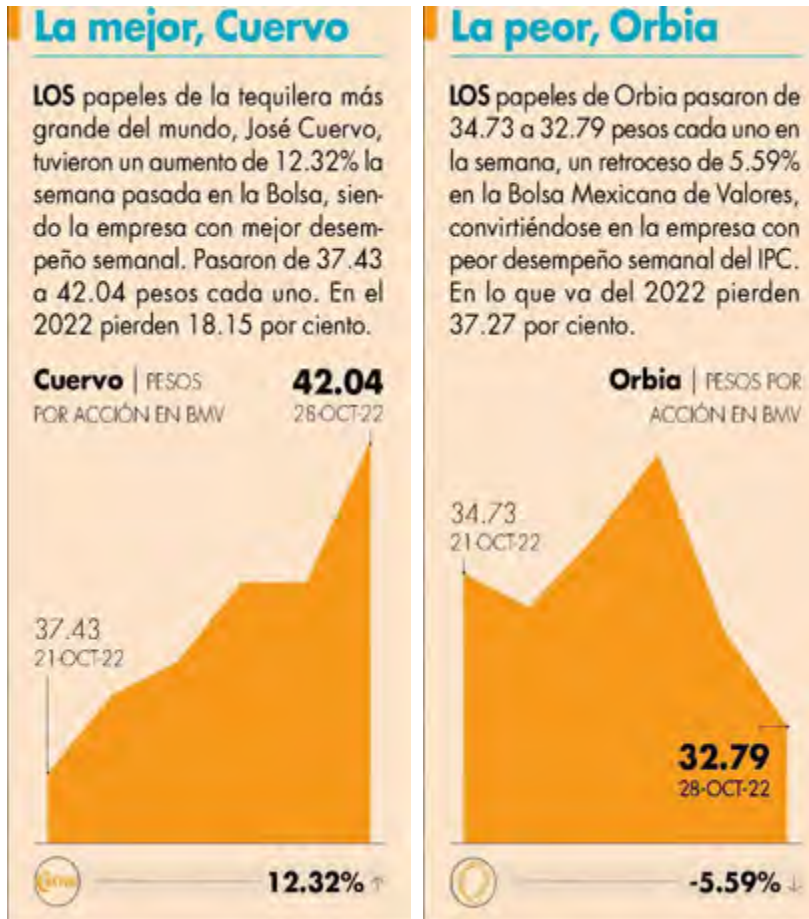 La mejor, Cuervo
LOS papeles de la tequilera más
grande del mundo, José Cuervo,
tuvieron un aumento de 12.32% la
semana pasada en la Bolsa, sien-
do la empresa con mejor desem-
peño semanal. Pasaron de 37.43
a 42.04 pesos cada uno. En el
2022 pierden 18.15 por ciento.
Cuervo | PESOS
POR ACCIÓN EN BMV
42.04
28-OCT-22
37.43
21-OCT-22
12.32%
La peor, Orbia
LOS papeles de Orbia pasaron de
34.73 a 32.79 pesos cada uno en
la semana, un retroceso de 5.59%
en la Bolsa Mexicana de Valores,
convirtiéndose en la empresa con
peor desempeño semanal del IPC.
En lo que va del 2022 pierden
37.27 por ciento.
Orbia | PESOS POR
ACCIÓN EN BMV
34.73
21-OCT-22
32.79
28-OCT-22
-5.59%